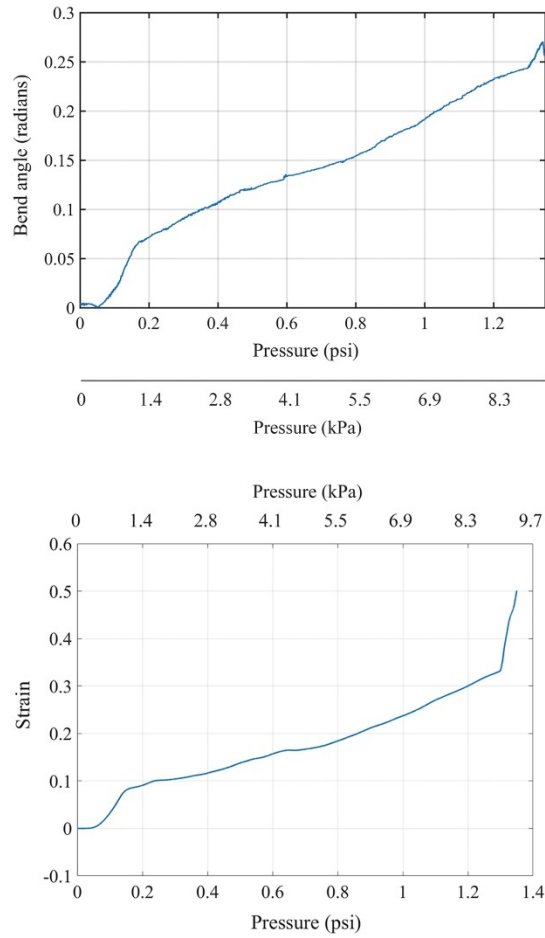 0.3
0.25
0.2
0.15
0.1
0.05
0
Bend angle (radians)
0 0.2 0.4 0.6 0.8 1 1.2
Pressure (psi)
0 1.4 2.8 4.1 5.5 6.9 8.3
Pressure (kPa)
Pressure (kPa)
0 1.4 2.8 4.1 5.5 6.9 8.3 9.7
0.6
0.5
0.4
0.3
0.2
0.1
0
-0.1
Strain
0 0.2 0.4 0.6 0.8 1 1.2 1.4
Pressure (psi)